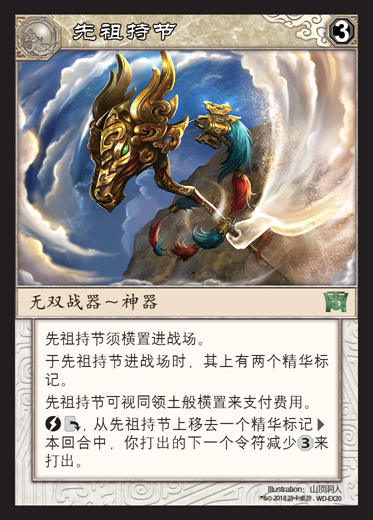 先祖持节
3
无双战器～神器
先祖持节须横置进战场。
于先祖持节进战场时，其上有两个精华标
记。
先祖持节可视同领土般横置来支付费用。
，从先祖持节上移去一个精华标记▶
本回合中，你打出的下一个令符减少3来
打出。
Illustration：山顶洞人
™&© 2018.游卡桌游. WD-EX20